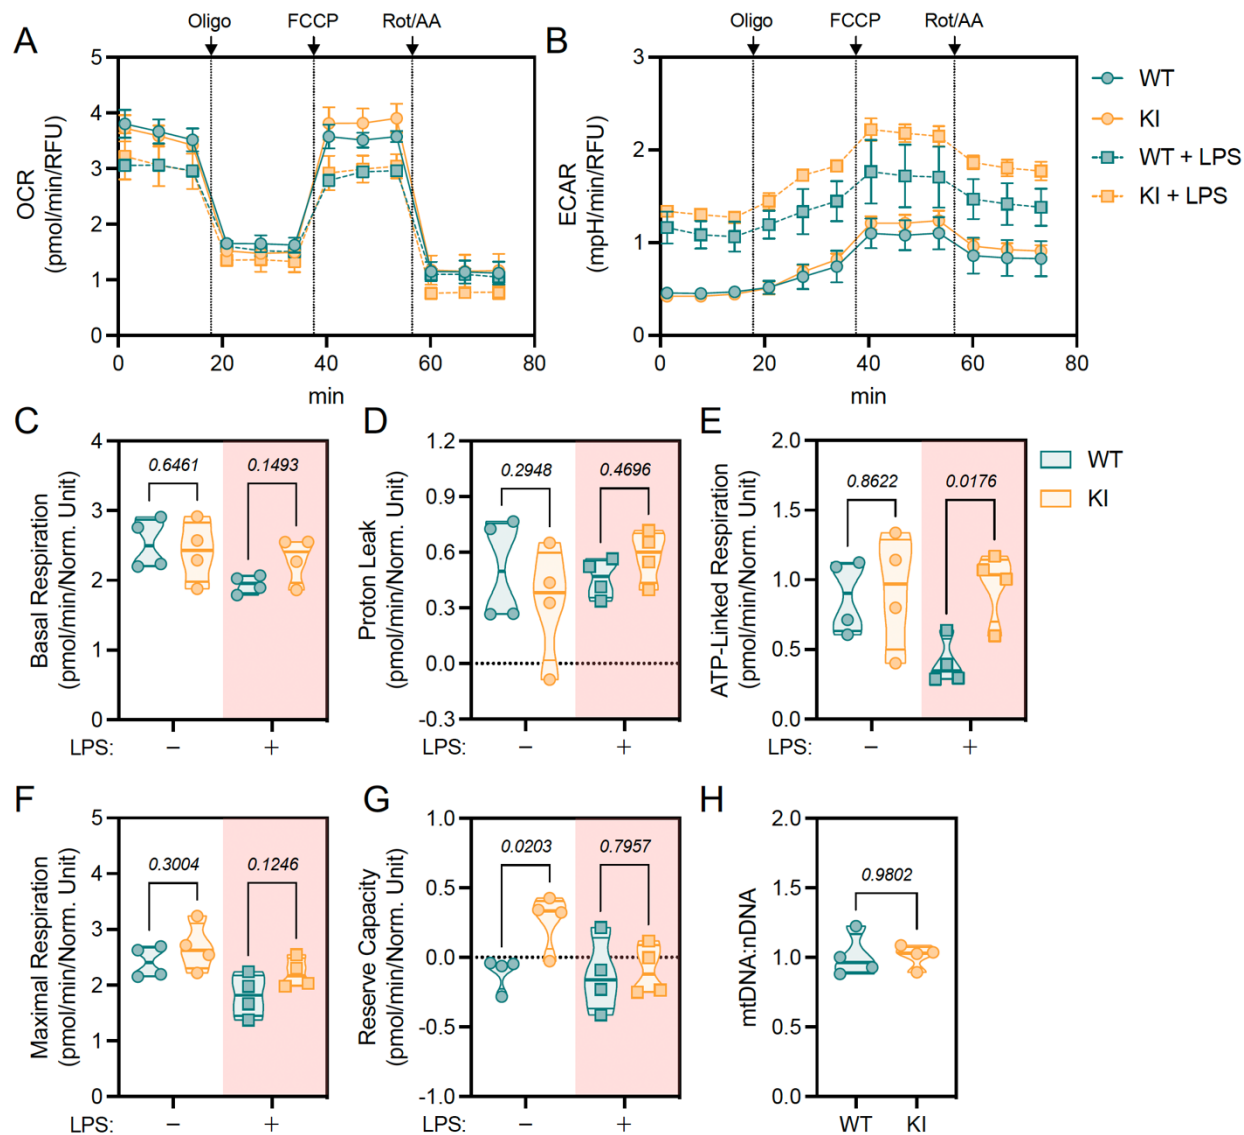 A
Oligo
FCCP
Rot/AA
OCR
(pmol/min/RFU)
5
4
3
2
1
0
0
20
40
60
80
min
B
Oligo
FCCP
Rot/AA
ECAR
(mpH/min/RFU)
3
2
1
0
0
20
40
60
80
min
WT
KI
WT + LPS
KI + LPS
C
Basal Respiration
(pmol/min/Norm. Unit)
4
3
2
1
0
0.6461
0.1493
LPS:
−
+
D
Proton Leak
(pmol/min/Norm. Unit)
1.2
0.9
0.6
0.3
0.0
-0.3
0.2948
0.4696
LPS:
−
+
E
ATP-Linked Respiration
(pmol/min/Norm. Unit)
2.0
1.5
1.0
0.5
0.0
0.8622
0.0176
LPS:
−
+
WT
KI
F
Maximal Respiration
(pmol/min/Norm. Unit)
5
4
3
2
1
0
0.3004
0.1246
LPS:
−
+
G
Reserve Capacity
(pmol/min/Norm. Unit)
1.0
0.5
0.0
-0.5
-1.0
0.0203
0.7957
LPS:
−
+
H
mtDNA:nDNA
2.0
1.5
1.0
0.5
0.0
0.9802
WT
KI